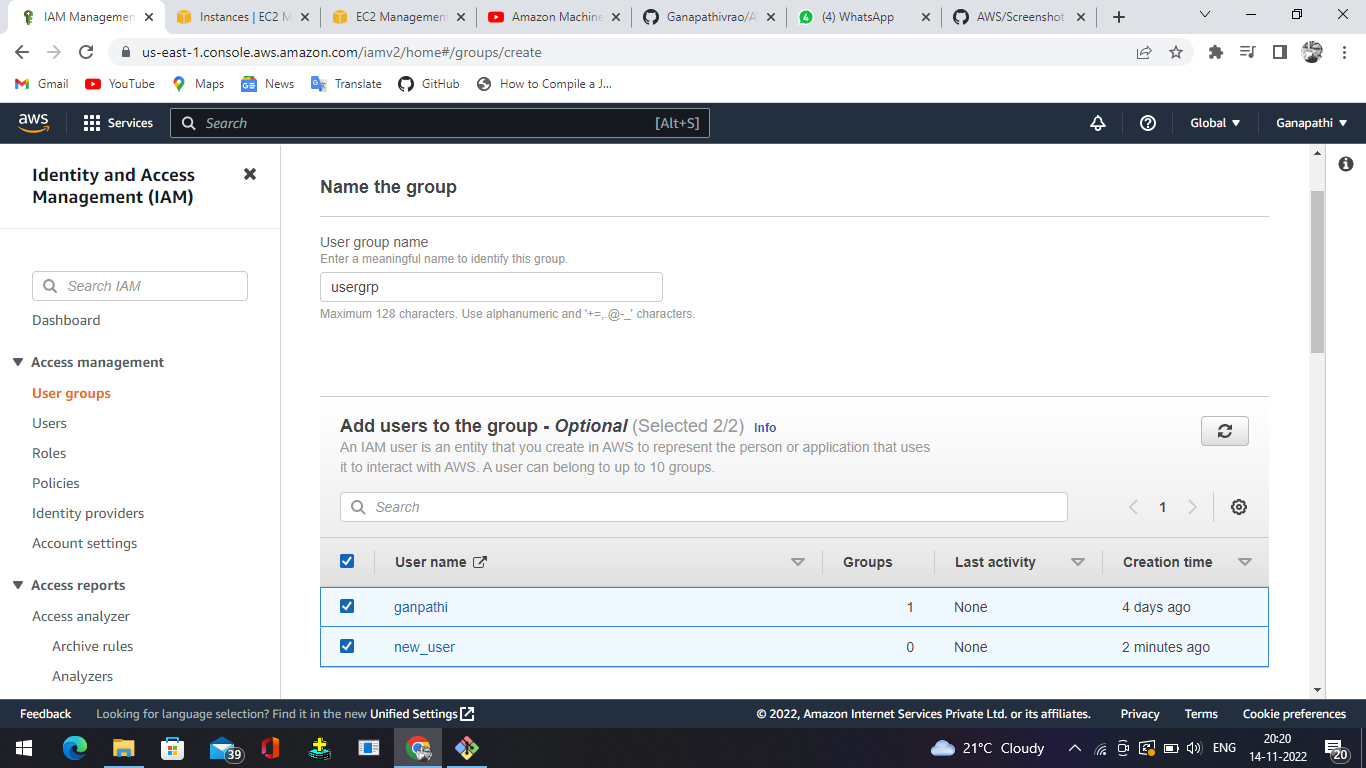 IAM Managemen
Instances | EC2 M
EC2 Management
Amazon Machine
Ganapathivrao/A
(4) WhatsApp
AWS/Screenshot
us-east-1.console.aws.amazon.com/iamv2/home#/groups/create
Gmail
YouTube
Maps
News
Translate
GitHub
How to Compile a J...
aws
Services
Search
[Alt+S]
Global
Ganapathi
Identity and Access
Management (IAM)
Search IAM
Dashboard
Access management
User groups
Users
Roles
Policies
Identity providers
Account settings
Access reports
Access analyzer
Archive rules
Analyzers
Name the group
User group name
Enter a meaningful name to identify this group.
usergrp
Maximum 128 characters. Use alphanumeric and '+=,.@-_' characters.
Add users to the group - Optional (Selected 2/2) Info
An IAM user is an entity that you create in AWS to represent the person or application that uses
it to interact with AWS. A user can belong to up to 10 groups.
Search
1
User name Groups Last activity Creation time
ganpathi 1 None 4 days ago
new_user 0 None 2 minutes ago
Feedback Looking for language selection? Find it in the new Unified Settings
© 2022, Amazon Internet Services Private Ltd. or its affiliates. Privacy Terms Cookie preferences
39
21°C Cloudy
ENG
20:20
14-11-2022
20